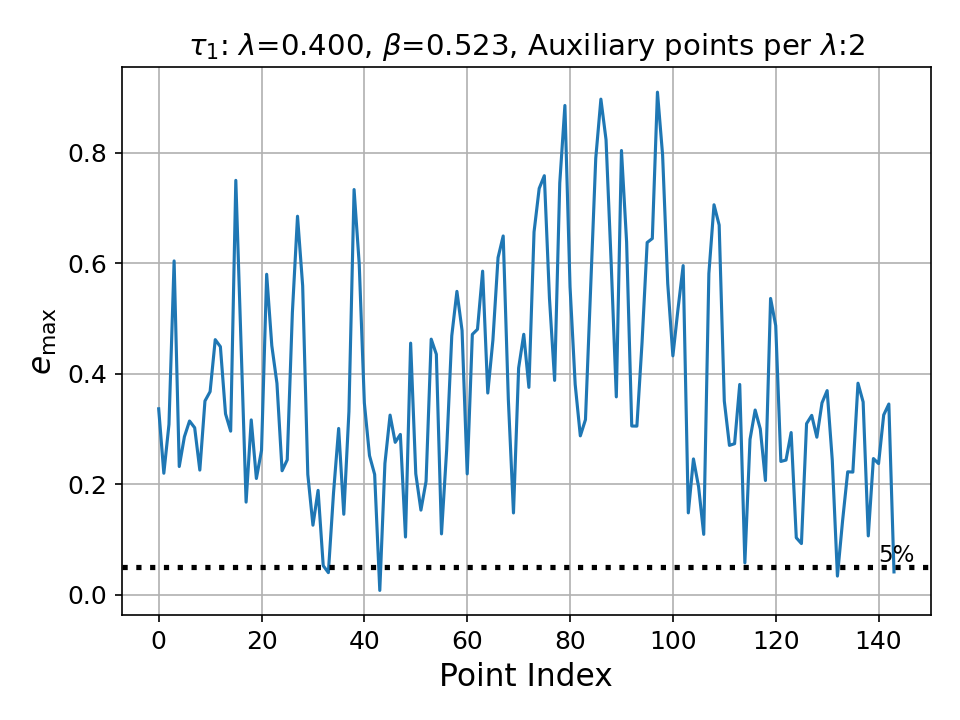 τ₁: λ=0.400, β=0.523, Auxiliary points per λ:2
e_max
0.8
0.6
0.4
0.2
0.0
5%
0 20 40 60 80 100 120 140
Point Index